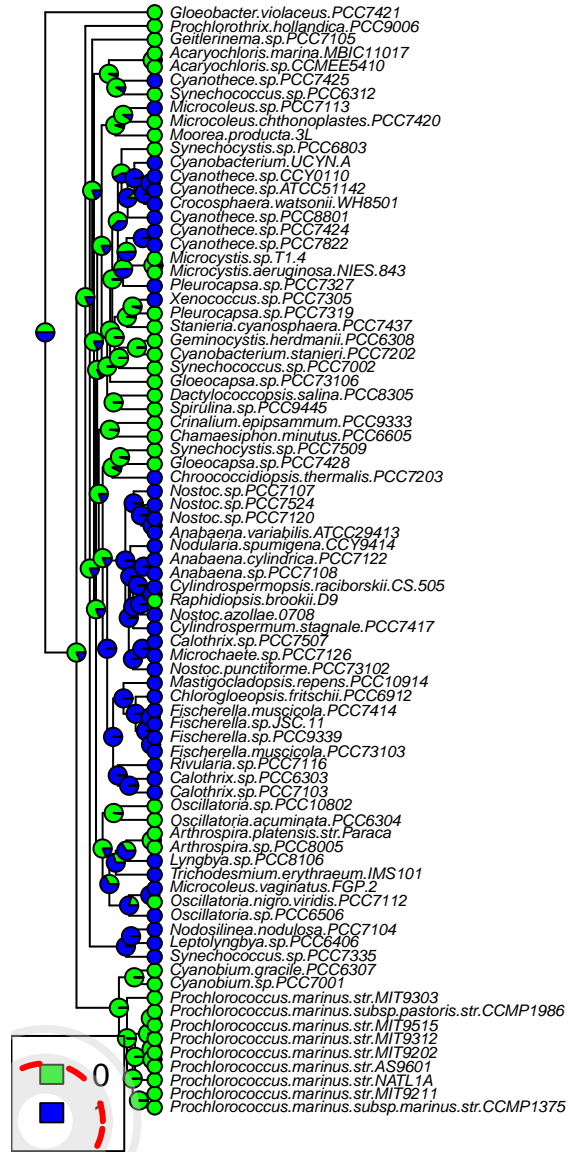 Gloeobacter.violaceus.PCC7421
Prochlorothrix.hollandica.PCC9006
Geitlerinema.sp.PCC7105
Acaryochloris.marina.MBIC11017
Acaryochloris.sp.CCMEE5410
Cyanothece.sp.PCC7425
Synechococcus.sp.PCC6312
Microcoleus.sp.PCC7113
Microcoleus.chthonoplastes.PCC7420
Moorea.producta.3L
Synechocystis.sp.PCC6803
Cyanobacterium.UCYN.A
Cyanothece.sp.CCY0110
Cyanothece.sp.ATCC51142
Crocosphaera.watsonii.WH8501
Cyanothece.sp.PCC8801
Cyanothece.sp.PCC7424
Cyanothece.sp.PCC7822
Microcystis.sp.T1.4
Microcystis.aeruginosa.NIES.843
Pleurocapsa.sp.PCC7327
Xenococcus.sp.PCC7305
Pleurocapsa.sp.PCC7319
Stanieria.cyanosphaera.PCC7437
Geminocystis.herdmanii.PCC6308
Cyanobacterium.stanieri.PCC7202
Synechococcus.sp.PCC7002
Gloeocapsa.sp.PCC73106
Dactylococcopsis.salina.PCC8305
Spirulina.sp.PCC9445
Crinalium.epipsammum.PCC9333
Chamaesiphon.minutus.PCC6605
Synechocystis.sp.PCC7509
Gloeocapsa.sp.PCC7428
Chroococcidiopsis.thermalis.PCC7203
Nostoc.sp.PCC7107
Nostoc.sp.PCC7524
Nostoc.sp.PCC7120
Anabaena.variabilis.ATCC29413
Nodularia.spumigena.CCY9414
Anabaena.cylindrica.PCC7122
Anabaena.sp.PCC7108
Cylindrospermopsis.raciborskii.CS.505
Raphidiopsis.brookii.D9
Nostoc.azollae.0708
Cylindrospermum.stagnale.PCC7417
Calothrix.sp.PCC7507
Microchaete.sp.PCC7126
Nostoc.punctiforme.PCC73102
Mastigocladopsis.repens.PCC10914
Chlorogloeopsis.fritschii.PCC6912
Fischerella.muscicola.PCC7414
Fischerella.sp.JSC.11
Fischerella.sp.PCC9339
Fischerella.muscicola.PCC73103
Rivularia.sp.PCC7116
Calothrix.sp.PCC6303
Calothrix.sp.PCC7103
Oscillatoria.sp.PCC10802
Oscillatoria.acuminata.PCC6304
Arthrospira.platensis.str.Paraca
Arthrospira.sp.PCC8005
Lyngbya.sp.PCC8106
Trichodesmium.erythraeum.IMS101
Microcoleus.vaginatus.FGP.2
Oscillatoria.nigro.viridis.PCC7112
Oscillatoria.sp.PCC6506
Nodosilinea.nodulosa.PCC7104
Leptolyngbya.sp.PCC6406
Synechococcus.sp.PCC7335
Cyanobium.gracile.PCC6307
Cyanobium.sp.PCC7001
Prochlorococcus.marinus.str.MIT9303
Prochlorococcus.marinus.subsp.pastoris.str.CCMP1986
Prochlorococcus.marinus.str.MIT9515
Prochlorococcus.marinus.str.MIT9312
Prochlorococcus.marinus.str.MIT9202
Prochlorococcus.marinus.str.AS9601
Prochlorococcus.marinus.str.NATL1A
Prochlorococcus.marinus.str.MIT9211
Prochlorococcus.marinus.subsp.marinus.str.CCMP1375
0